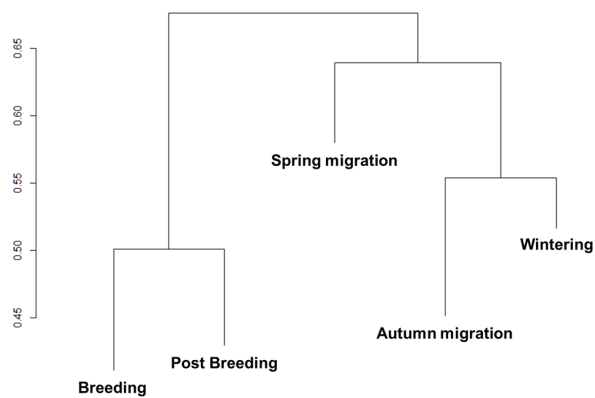 0.65
0.60
0.55
0.50
0.45
Spring migration
Wintering
Autumn migration
Post Breeding
Breeding